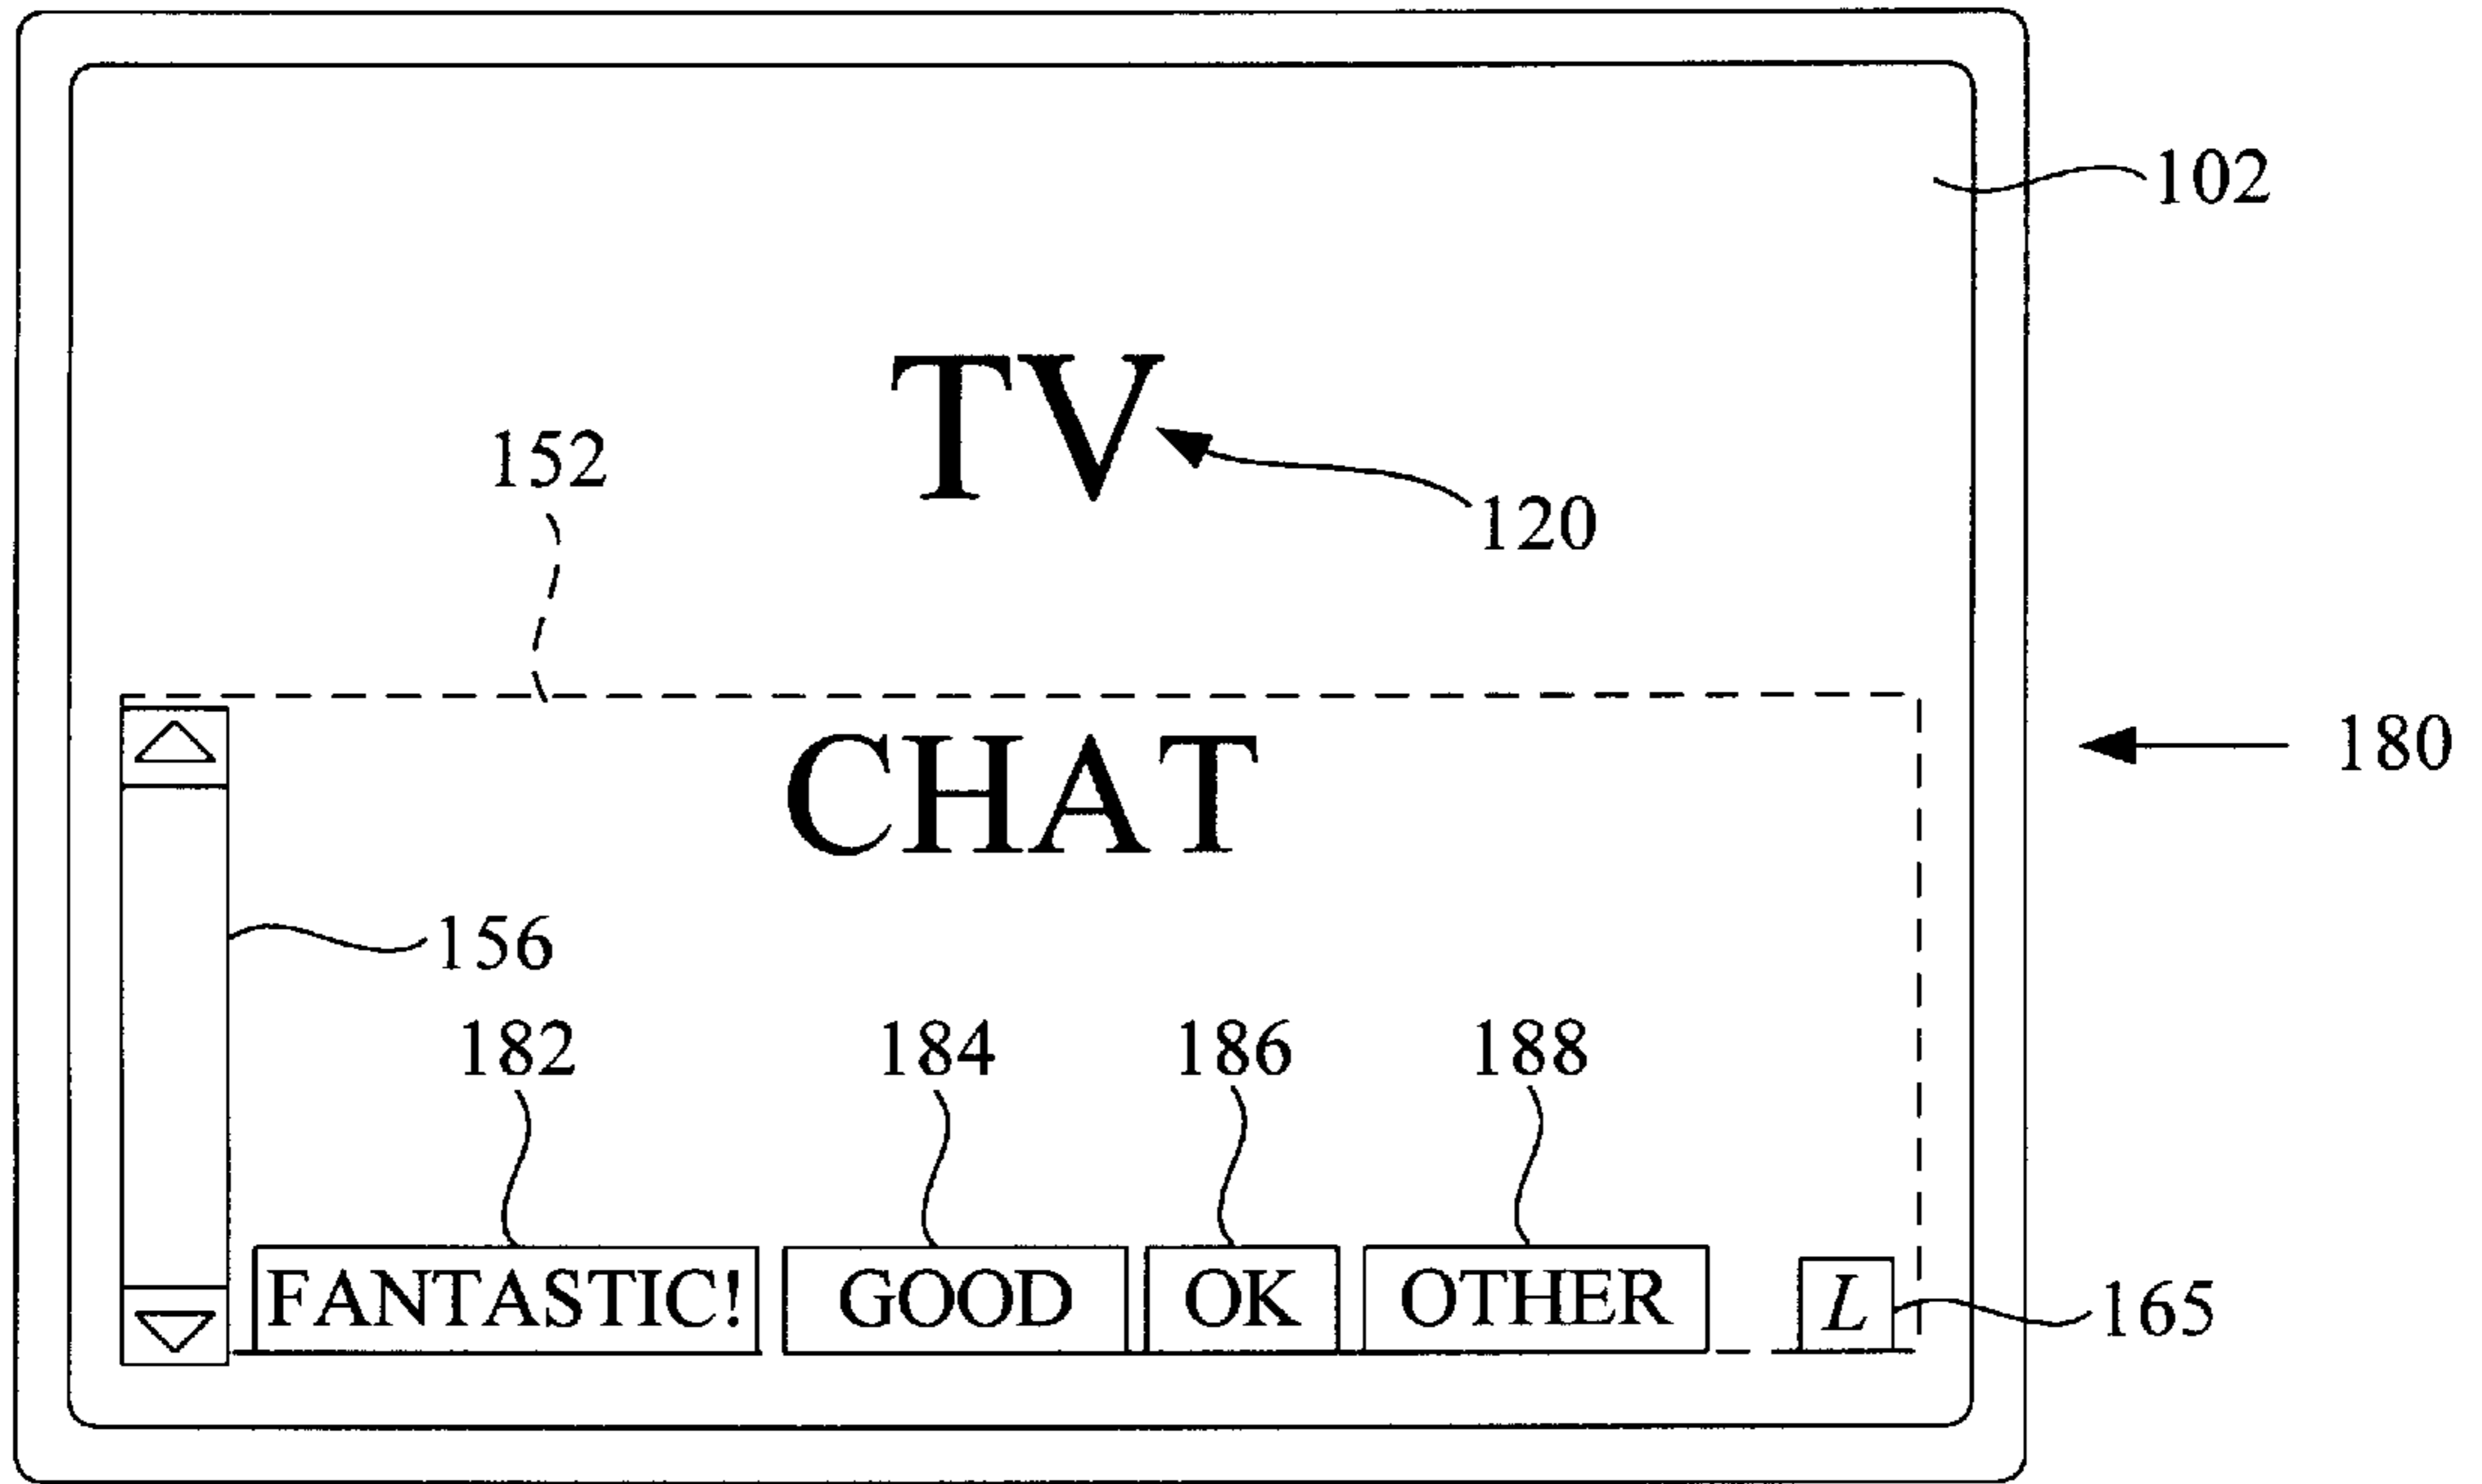 102
TV
152
120
CHAT
180
156
182 184 186 188
FANTASTIC! GOOD OK OTHER L 165